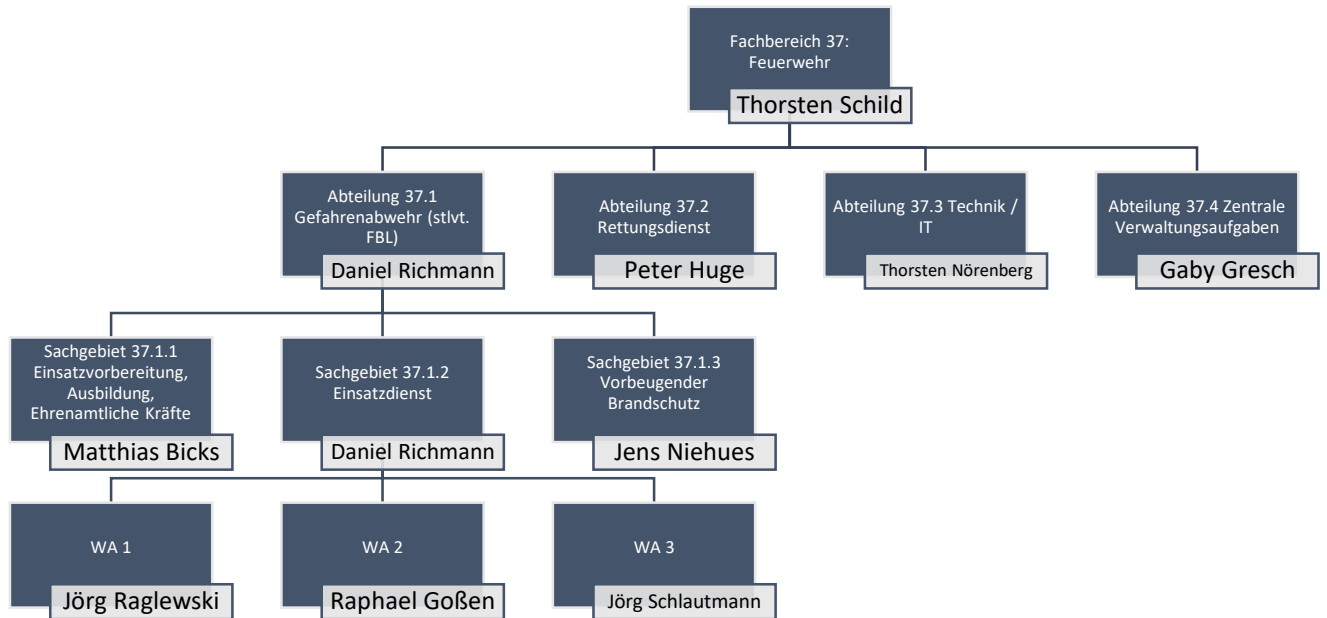 Fachbereich 37:
Feuerwehr
Thorsten Schild
Abteilung 37.1
Gefahrenabwehr (stlvt.
FBL)
Daniel Richmann
Abteilung 37.2
Rettungsdienst
Peter Huge
Abteilung 37.3 Technik /
IT
Thorsten Nörenberg
Abteilung 37.4 Zentrale
Verwaltungsaufgaben
Gaby Gresch
Sachgebiet 37.1.1
Einsatzvorbereitung,
Ausbildung,
Ehrenamtliche Kräfte
Matthias Bicks
Sachgebiet 37.1.2
Einsatzdienst
Daniel Richmann
Sachgebiet 37.1.3
Vorbeugender
Brandschutz
Jens Niehues
WA 1
Jörg Raglewski
WA 2
Raphael Goßen
WA 3
Jörg Schlautmann